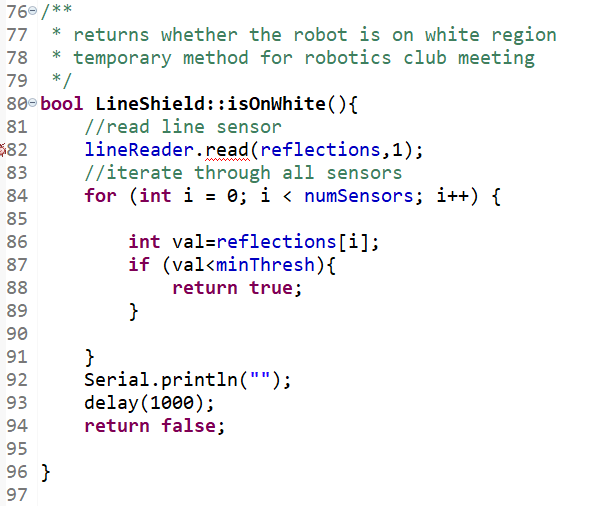 76 /**
77  * returns whether the robot is on white region
78  * temporary method for robotics club meeting
79  */
80 bool LineShield::isOnWhite(){
81     //read line sensor
82     lineReader.read(reflections,1);
83     //iterate through all sensors
84     for (int i = 0; i < numSensors; i++) {
85
86         int val=reflections[i];
87         if (val<minThresh){
88             return true;
89         }
90
91     }
92     Serial.println("");
93     delay(1000);
94     return false;
95
96 }
97